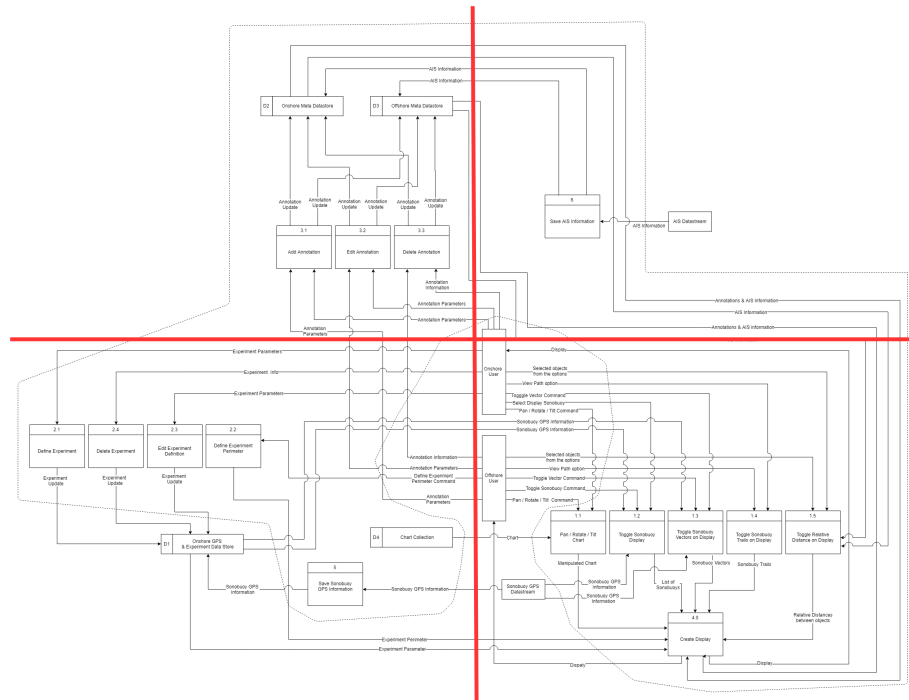 AIS Information
AIS Information
D2
Onshore Meta Datastore
D3
Offshore Meta Datastore
Annotation
Update
Annotation
Update
Annotation
Update
Annotation
Update
Annotation
Update
Annotation
Update
3.1
Add Annotation
3.2
Edit Annotation
3.3
Delete Annotation
Save AIS Information
AIS Information
AIS Datastream
Annotation
Information
Annotation Parameters
Annotation Parameters
Annotation
Parameters
Annotations & AIS Information
AIS Information
Annotations & AIS Information
Experiment Parameters
Experiment Info
Experiment Parameters
Onshore
User
Display
Selected objects
from the options
View Path option
Togggle Vector Command
Select Display Sonobuoy
Pan / Rotate / Tilt Command
Sonobuoy GPS Information
Sonobuoy GPS Information
2.1
Define Experiment
2.4
Delete Experiment
2.3
Edit Experiment
Definition
2.2
Define Experiment
Perimeter
Annotation Information
Annotation Parameters
Define Experiment
Perimeter Command
Annotation
Parameters
Offshore
User
Selected objects
from the options
View Path option
Toggle Vector Command
Toggle Sonobuoy Command
Pan / Rotate / Tilt Command
Experiment
Update
Experiment
Update
Experiment
Update
D1
Onshore GPS
& Experiment Data Store
D4
Chart Collection
Chart
1.1
Pan / Rotate / Tilt
Chart
1.2
Toggle Sonobuoy
Display
1.3
Toggle Sonobuoy
Vectors on Display
1.4
Toggle Sonobuoy
Trails on Display
1.5
Toggle Relative
Distance on Display
Manipulated Chart
Sonobuoy Vectors
Sonobuoy Trails
Sonobuoy GPS
Information
Save Sonobuoy
GPS Information
Sonobuoy GPS Information
Sonobuoy GPS
Datastream
Sonobuoy GPS
Information
Sonobuoy GPS
Information
List of
Sonobuoys
Relative Distances
between objects
4.0
Create Display
Experiment Perimeter
Experiment Parameter
Display
Display